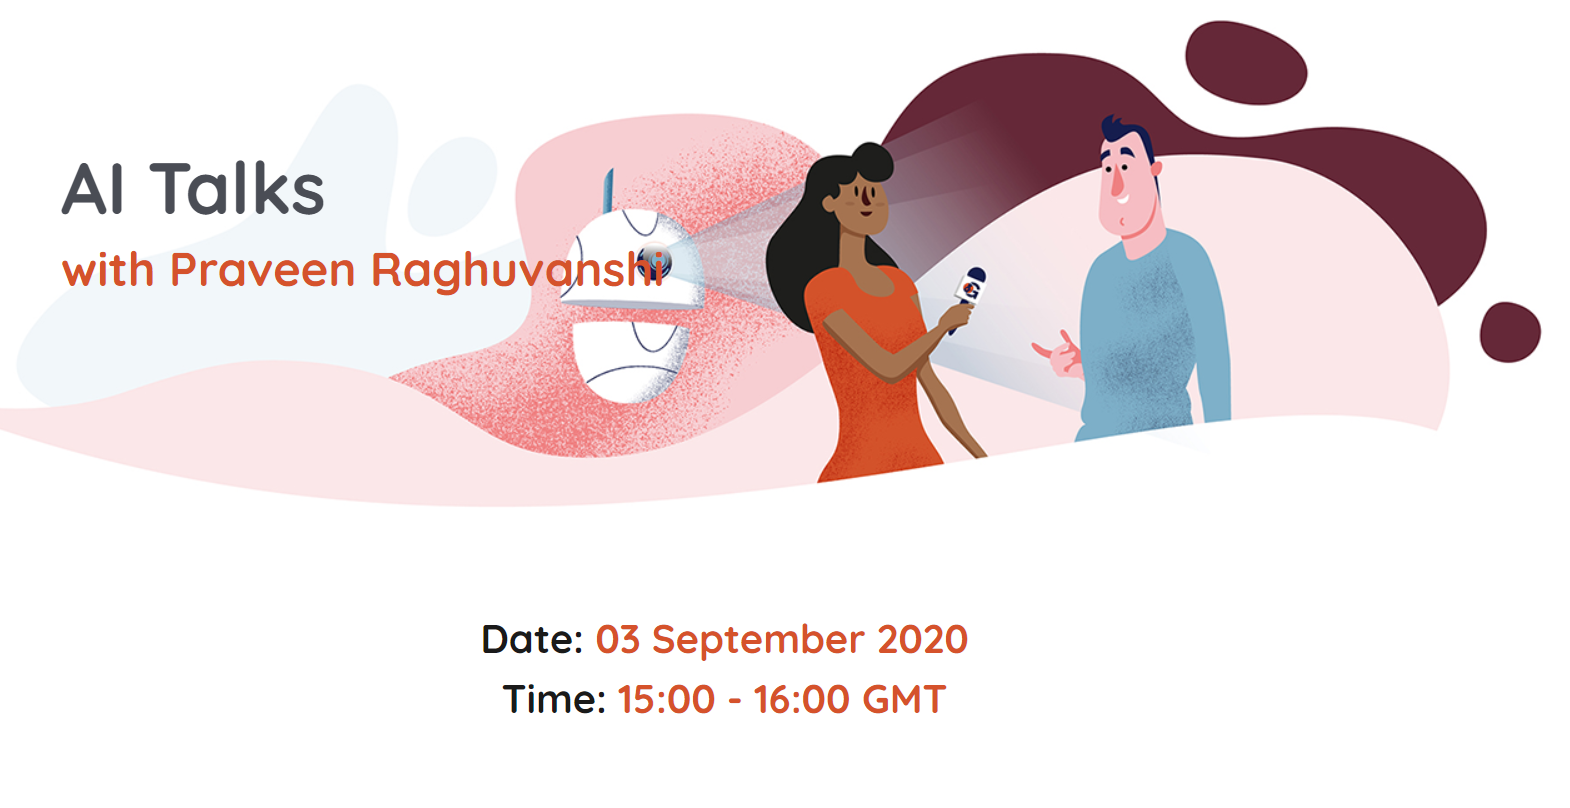 AI Talks
with Praveen Raghuvanshi
Date: 03 September 2020
Time: 15:00 - 16:00 GMT